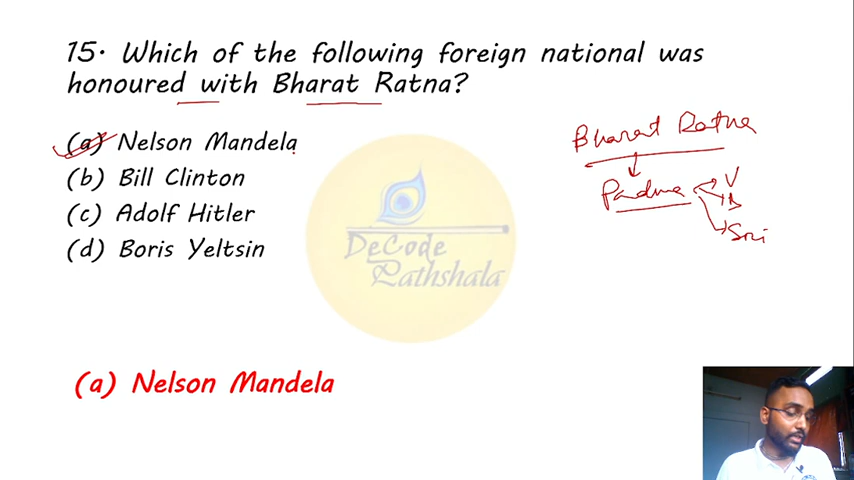 15. Which of the following foreign national was
honoured with Bharat Ratna?
(a) Nelson Mandela
(b) Bill Clinton
(c) Adolf Hitler
(d) Boris Yeltsin
(a) Nelson Mandela
Bharat Ratna
Padma
V
Sri
DeCode
Pathshala